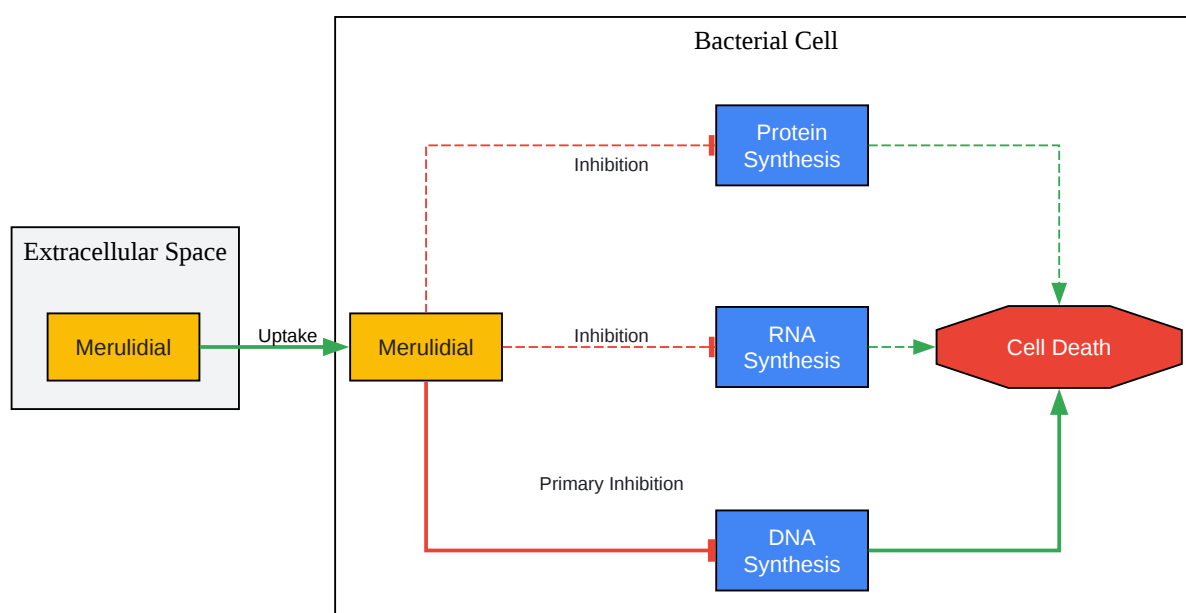 Bacterial Cell
Protein
Synthesis
Inhibition
Extracellular Space
Merulidial
Uptake
Merulidial
Inhibition
RNA
Synthesis
Cell Death
Primary Inhibition
DNA
Synthesis